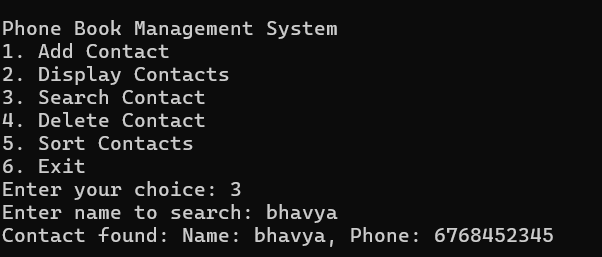 Phone Book Management System
1. Add Contact
2. Display Contacts
3. Search Contact
4. Delete Contact
5. Sort Contacts
6. Exit
Enter your choice: 3
Enter name to search: bhavya
Contact found: Name: bhavya, Phone: 6768452345